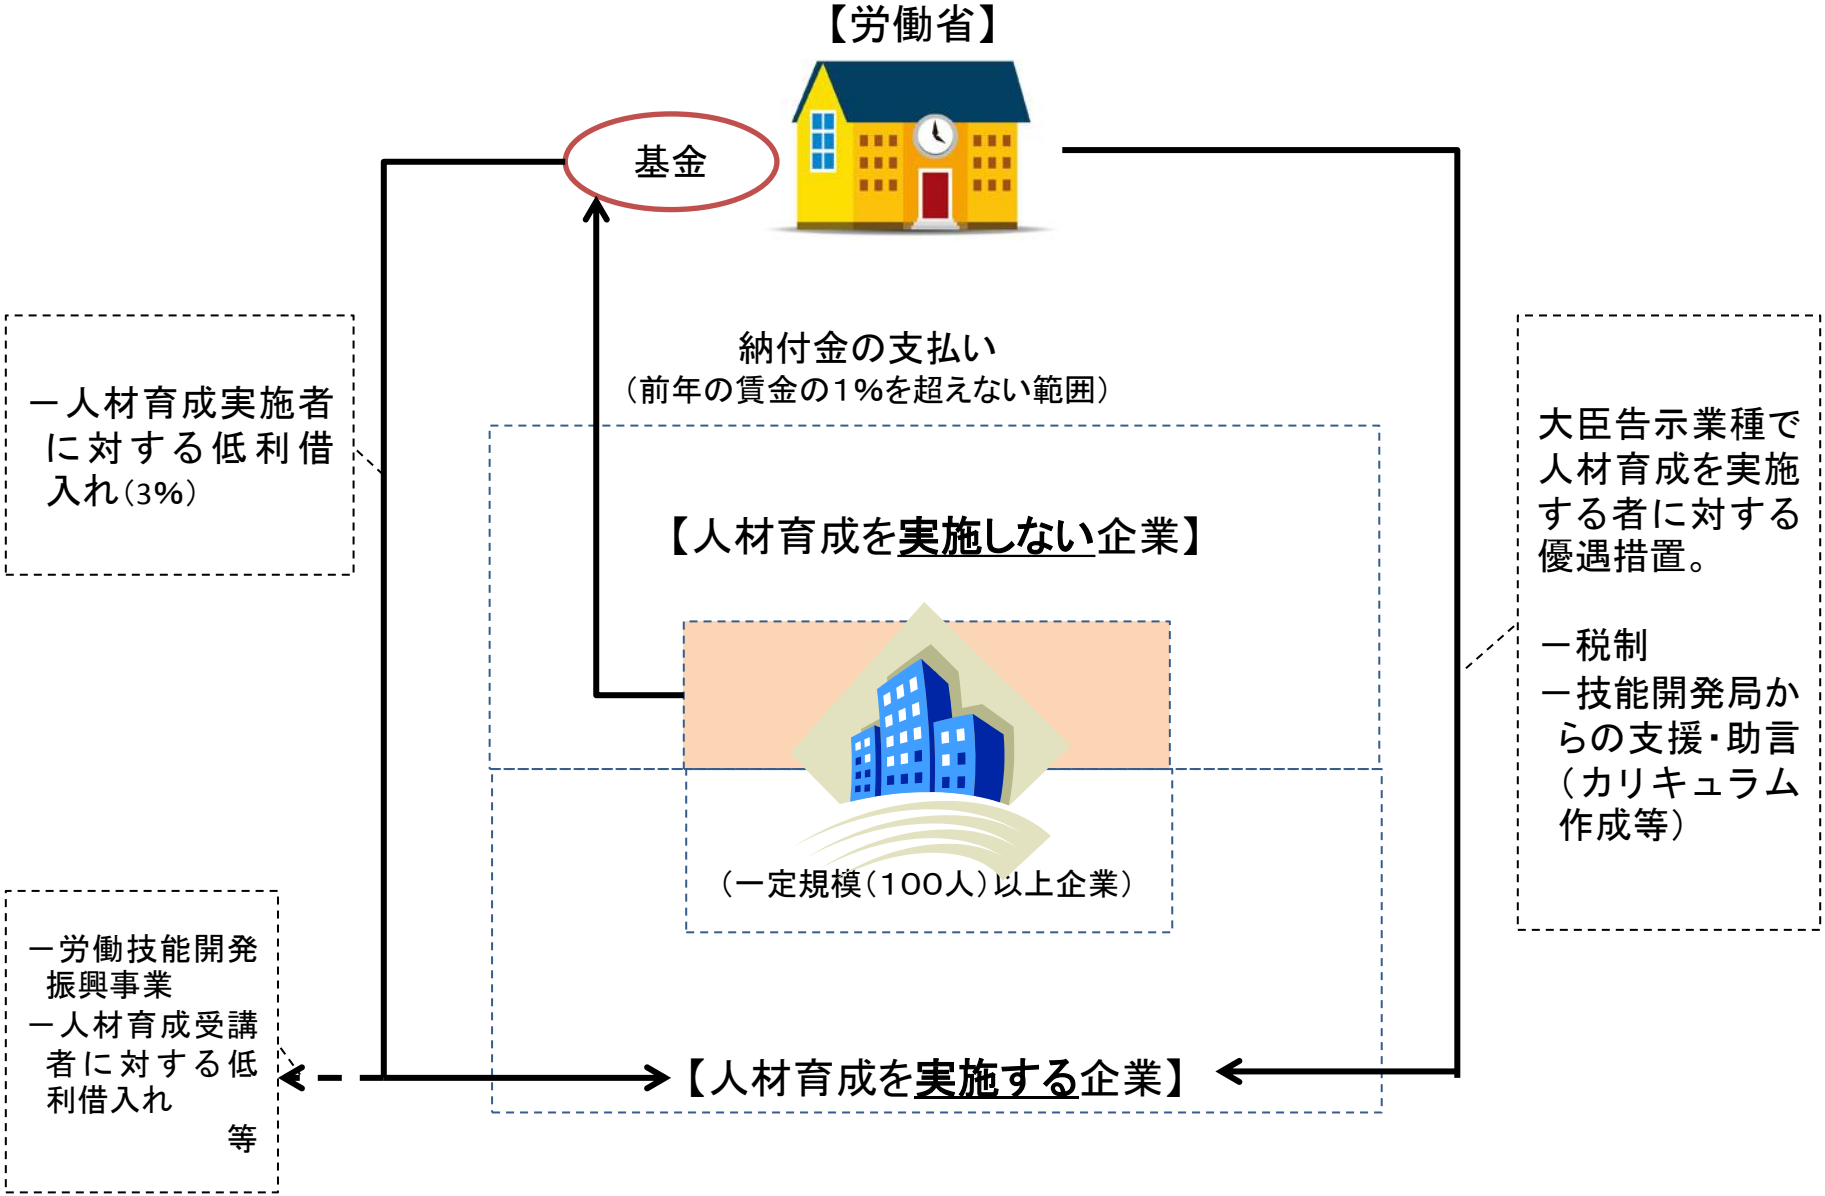 【労働省】
基金
納付金の支払い
（前年の賃金の１％を超えない範囲）
－人材育成実施者
に対する低利借
入れ（3％）
【人材育成を実施しない企業】
大臣告示業種で
人材育成を実施
する者に対する
優遇措置。
－税制
－技能開発局か
らの支援・助言
（カリキュラム
作成等）
（一定規模（１００人）以上企業）
－労働技能開発
振興事業
－人材育成受講
者に対する低
利借入れ
等
【人材育成を実施する企業】